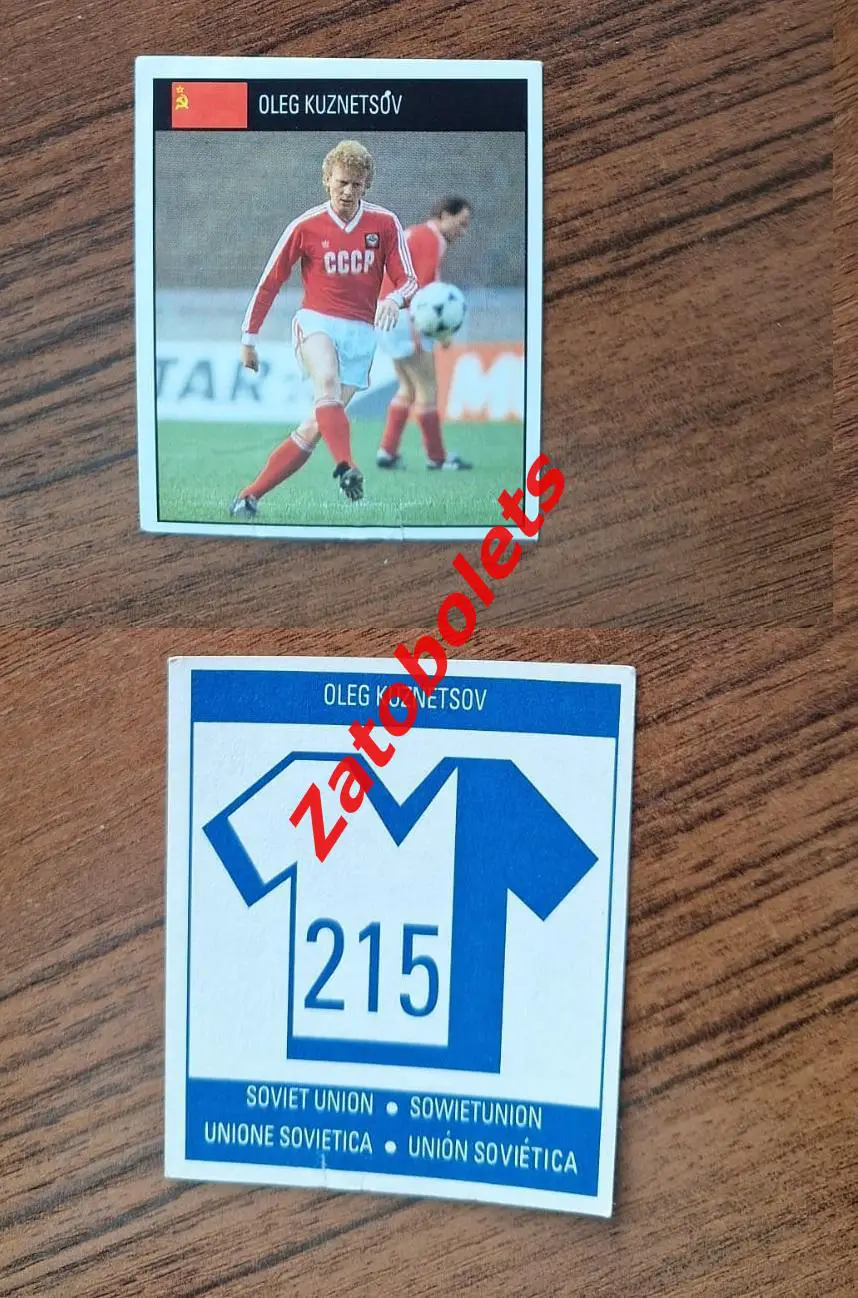 OLEG KUZNETSOV
CCCP
TAR
M
Zatobolets
OLEG KUZNETSOV
215
SOVIET UNION • SOWIETUNION
UNIONE SOVIETICA • UNIÓN SOVIÉTICA